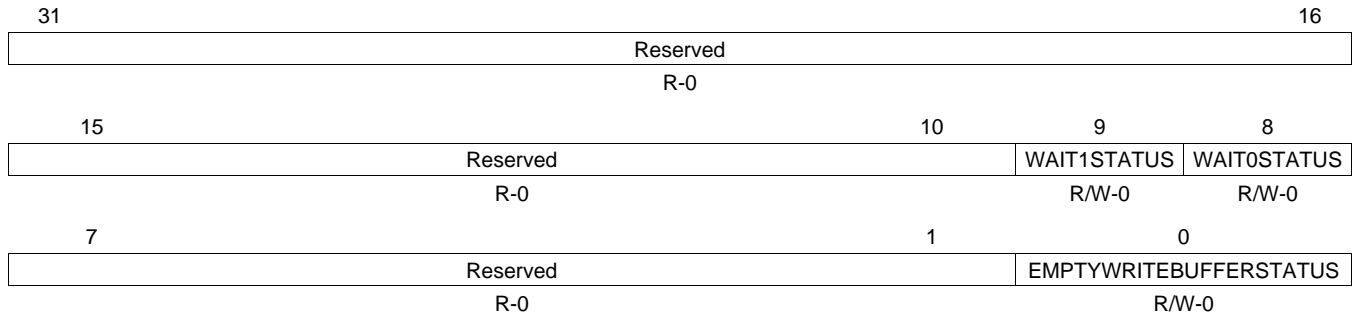 31 16
Reserved
R-0
15 10 9 8
Reserved WAIT1STATUS WAIT0STATUS
R-0 R/W-0 R/W-0
7 1 0
Reserved EMPTYWRITEBUFFERSTATUS
R-0 R/W-0